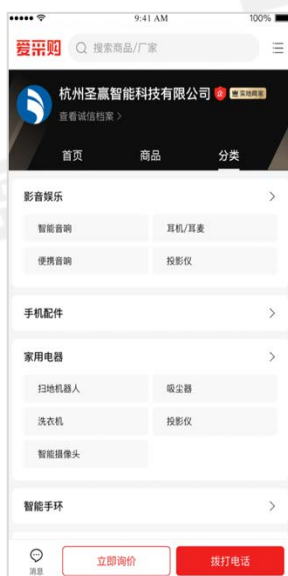 9:41 AM
100%
爱采购
搜索商品/厂家
杭州圣赢智能科技有限公司 企 实地商家
查看诚信档案 >
首页 商品 分类
影音娱乐 >
智能音响 耳机/耳麦
便携音响 投影仪
手机配件 >
家用电器 >
扫地机器人 吸尘器
洗衣机 投影仪
智能摄像头
智能手环 >
消息
立即询价
拨打电话